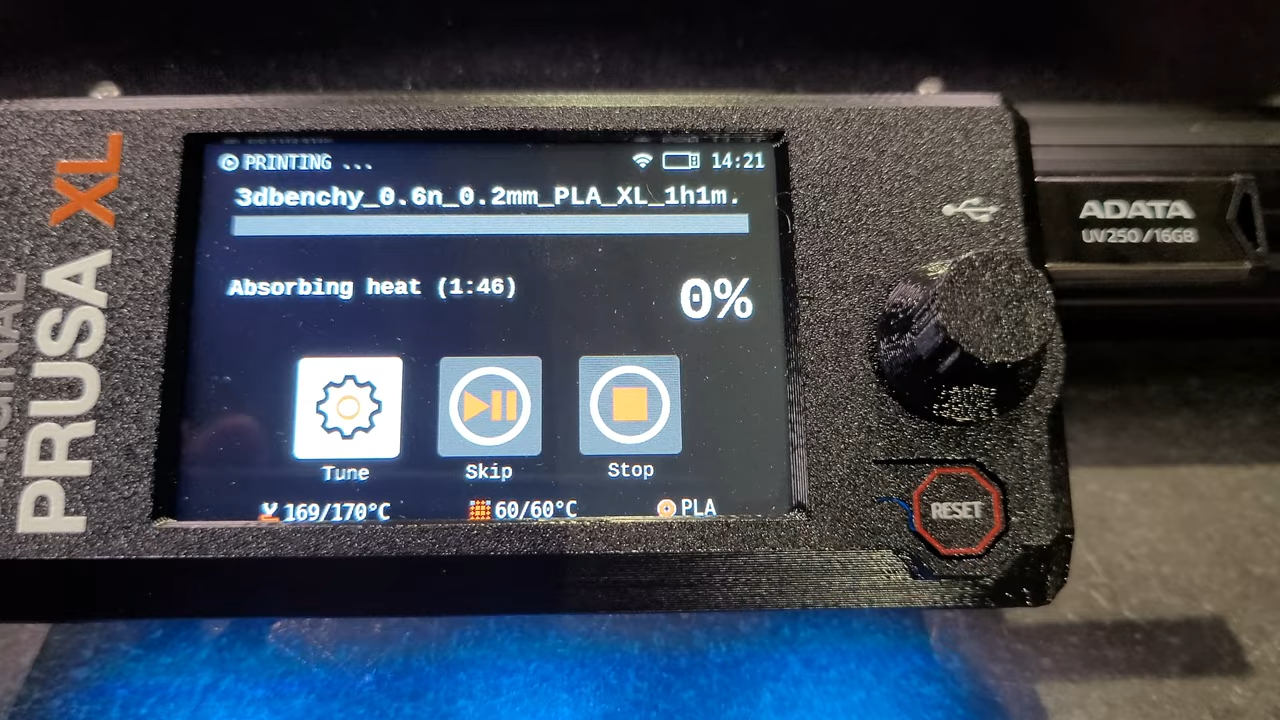 ORIGINAL
PRUSA XL
PRINTING ...
14:21
3dbenchy_0.6n_0.2mm_PLA_XL_1h1m.
Absorbing heat (1:46)
0%
Tune
Skip
Stop
169/170°C
60/60°C
PLA
ADATA
UV250/16GB
RESET